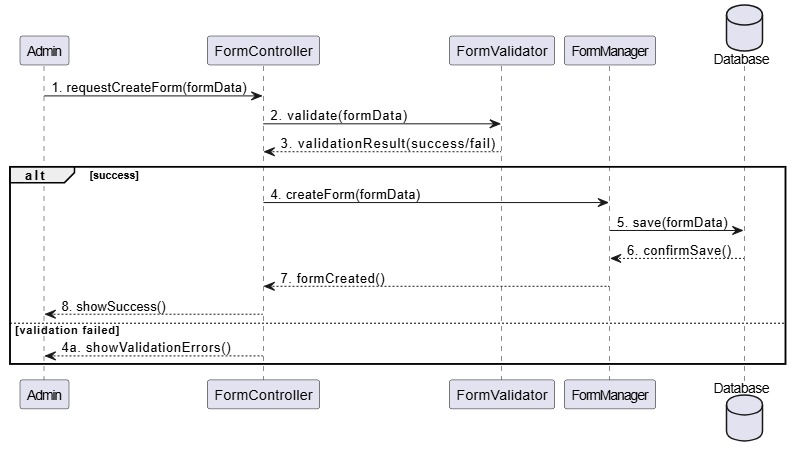 Admin FormController FormValidator FormManager Database
1. requestCreateForm(formData)
2. validate(formData)
3. validationResult(success/fail)
alt [success]
4. createForm(formData)
5. save(formData)
6. confirmSave()
7. formCreated()
8. showSuccess()
[validation failed]
4a. showValidationErrors()
Admin FormController FormValidator FormManager Database